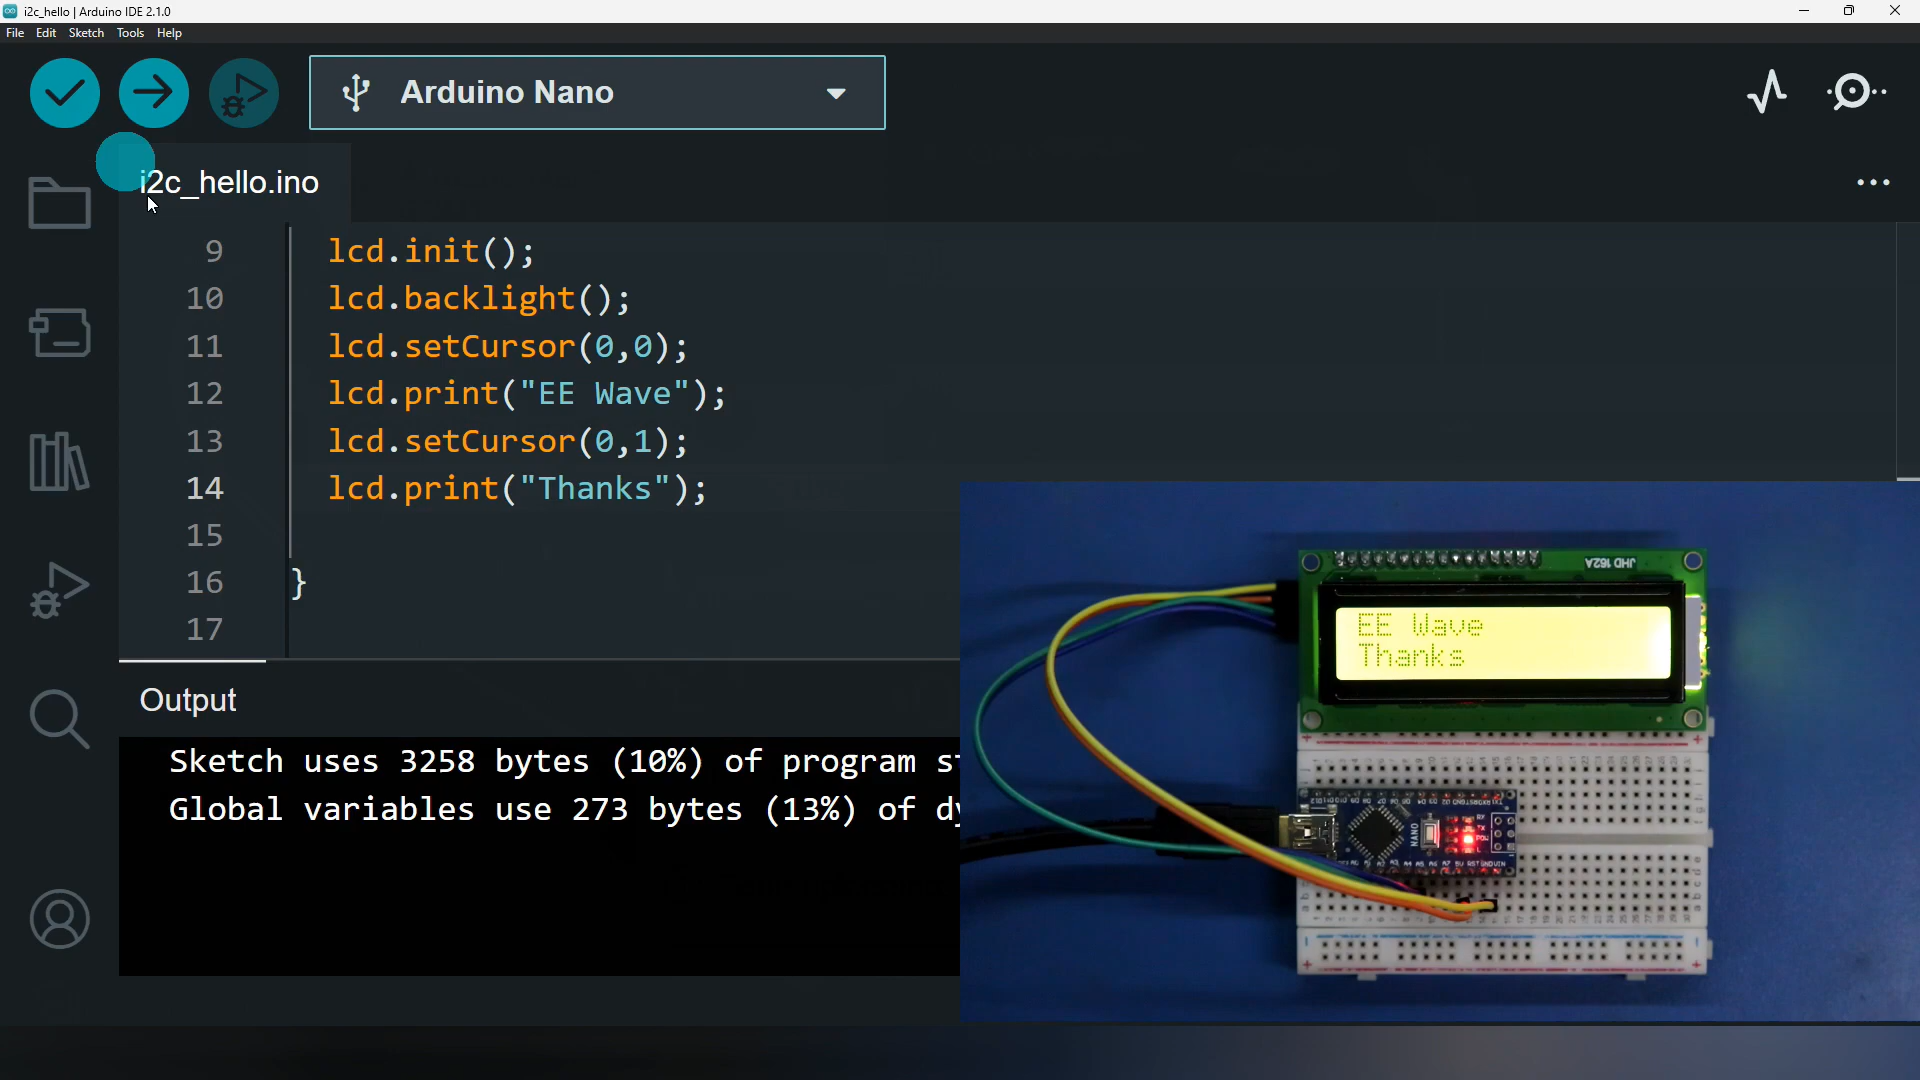 i2c_hello | Arduino IDE 2.1.0
File Edit Sketch Tools Help
Arduino Nano
i2c_hello.ino
9 lcd.init();
10 lcd.backlight();
11 lcd.setCursor(0,0);
12 lcd.print("EE Wave");
13 lcd.setCursor(0,1);
14 lcd.print("Thanks");
15
16 }
17
Output
Sketch uses 3258 bytes (10%) of program
Global variables use 273 bytes (13%) of
JHD 162A
EE Wave
Thanks
NANO